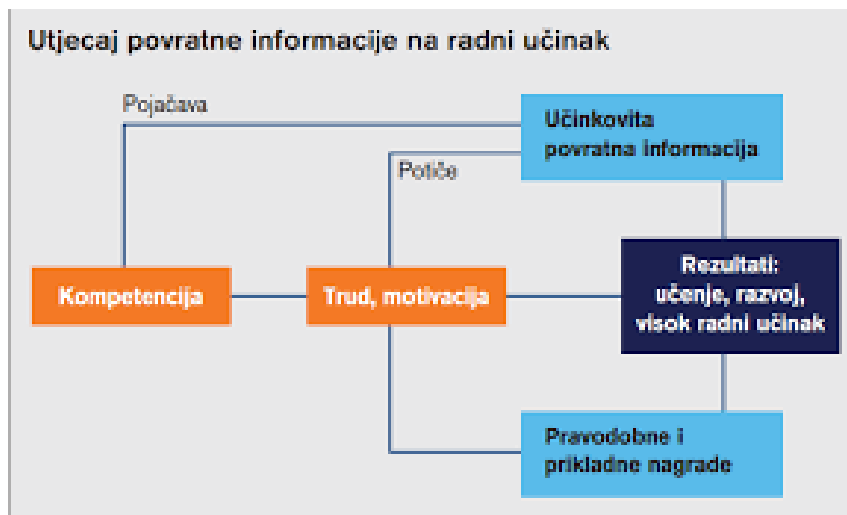 Utjecaj povratne informacije na radni učinak
Pojačava
Učinkovita
povratna informacija
Potiče
Kompetencija
Trud, motivacija
Rezultati:
učenje, razvoj,
visok radni učinak
Pravodobne i
prikladne nagrade